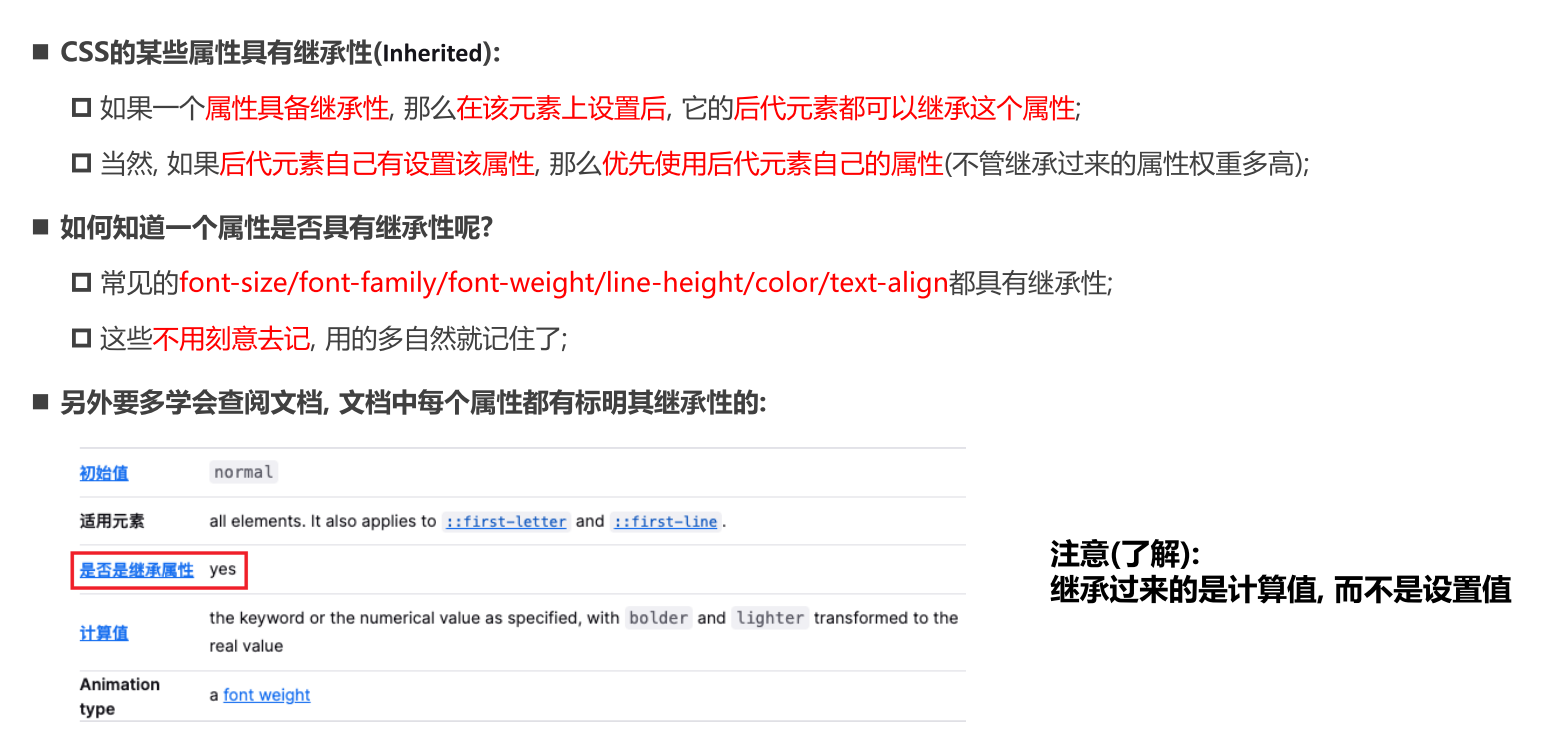 CSS的某些属性具有继承性(Inherited):
如果一个属性具备继承性, 那么在该元素上设置后, 它的后代元素都可以继承这个属性;
当然, 如果后代元素自己有设置该属性, 那么优先使用后代元素自己的属性(不管继承过来的属性权重多高);
如何知道一个属性是否具有继承性呢?
常见的font-size/font-family/font-weight/line-height/color/text-align都具有继承性;
这些不用刻意去记, 用的多自然就记住了;
另外要多学会查阅文档, 文档中每个属性都有标明其继承性的:
初始值 normal
适用元素 all elements. It also applies to ::first-letter and ::first-line.
是否是继承属性 yes
计算值 the keyword or the numerical value as specified, with bolder and lighter transformed to the
real value
Animation
type a font weight
注意(了解):
继承过来的是计算值, 而不是设置值